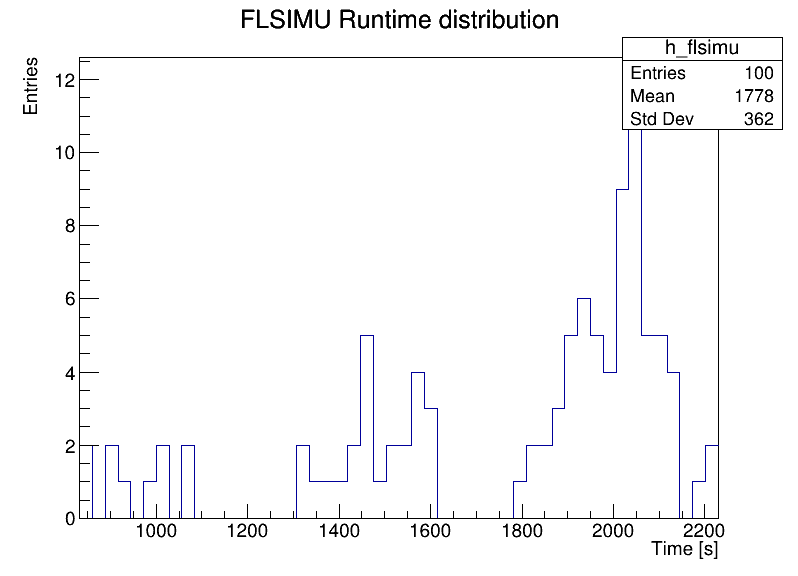 FLSIMU Runtime distribution
h_flsimu
Entries 100
Mean 1778
Std Dev 362
Entries
12
10
8
6
4
2
0
1000 1200 1400 1600 1800 2000 2200
Time [s]